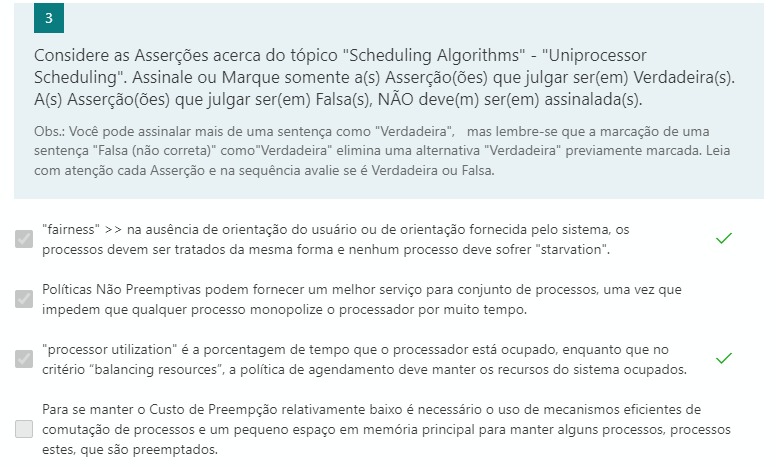 3
Considere as Asserções acerca do tópico "Scheduling Algorithms" - "Uniprocessor
Scheduling". Assinale ou Marque somente a(s) Asserção(ões) que julgar ser(em) Verdadeira(s).
A(s) Asserção(ões) que julgar ser(em) Falsa(s), NÃO deve(m) ser(em) assinalada(s).
Obs.: Você pode assinalar mais de uma sentença como "Verdadeira", mas lembre-se que a marcação de uma
sentença "Falsa (não correta)" como"Verdadeira" elimina uma alternativa "Verdadeira" previamente marcada. Leia
com atenção cada Asserção e na sequência avalie se é Verdadeira ou Falsa.
"fairness" >> na ausência de orientação do usuário ou de orientação fornecida pelo sistema, os
processos devem ser tratados da mesma forma e nenhum processo deve sofrer "starvation".
Políticas Não Preemptivas podem fornecer um melhor serviço para conjunto de processos, uma vez que
impedem que qualquer processo monopolize o processador por muito tempo.
"processor utilization" é a porcentagem de tempo que o processador está ocupado, enquanto que no
critério “balancing resources”, a política de agendamento deve manter os recursos do sistema ocupados.
Para se manter o Custo de Preempção relativamente baixo é necessário o uso de mecanismos eficientes de
comutação de processos e um pequeno espaço em memória principal para manter alguns processos, processos
estes, que são preemptados.